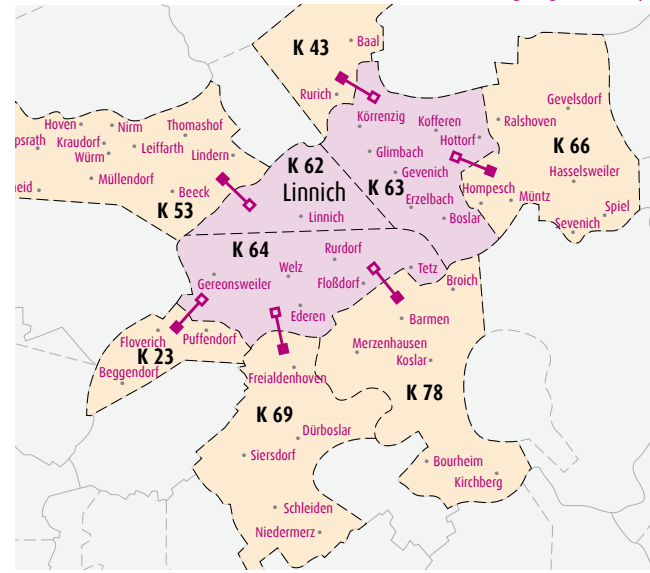 K 43
Baal
Rurich
Körrenzig
Kofferen
Hottorf
Ralshoven
Gevelsdorf
K 66
Hasselsweiler
Hompesch
Müntz
Spiel
Sevenich
Hoven
Nirm
Thomashof
psrath
Kraudorf
Leiffarth
Würm
Lindern
Müllendorf
heid
Beeck
K 53
K 62
Linnich
Linnich
Glimbach
Gevenich
K 63
Erzelbach
Boslar
K 64
Rurdorf
Welz
Gereonsweiler
Floßdorf
Tetz
Broich
Ederen
Barmen
Floverich
Puffendorf
K 23
Beggendorf
Merzenhausen
Koslar
Freialdenhoven
K 78
K 69
Dürboslar
Siersdorf
Bourheim
Kirchberg
Schleiden
Niedermerz